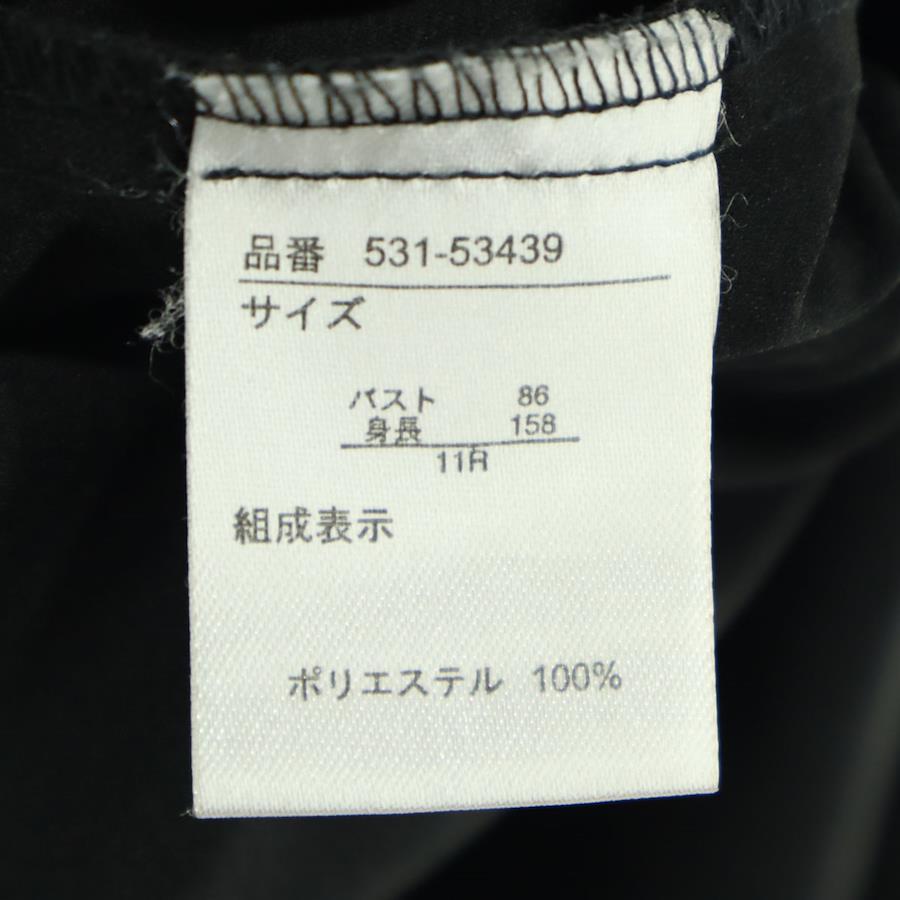 品番 531-53439
サイズ
バスト 86
身長 158
11R
組成表示
ポリエステル 100%